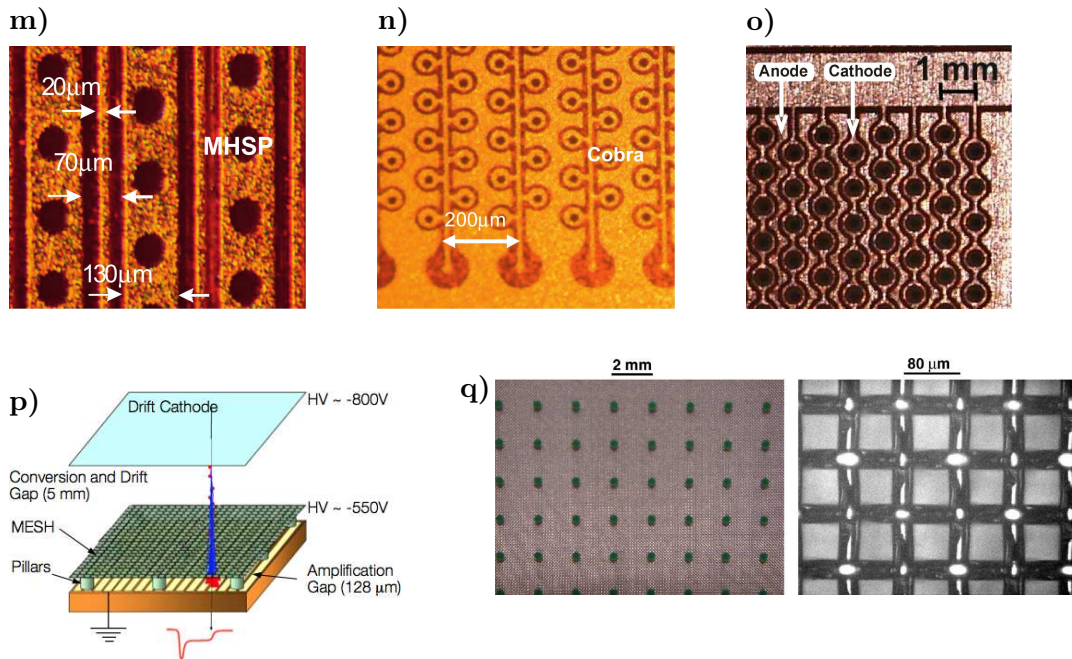 m)
20μm
MHSP
70μm
130μm
n)
Cobra
200μm
o)
Anode
Cathode
1 mm
p)
Drift Cathode
HV ~ -800V
Conversion and Drift
Gap (5 mm)
HV ~ -550V
MESH
Pillars
Amplification
Gap (128 μm)
q)
2 mm
80 μm